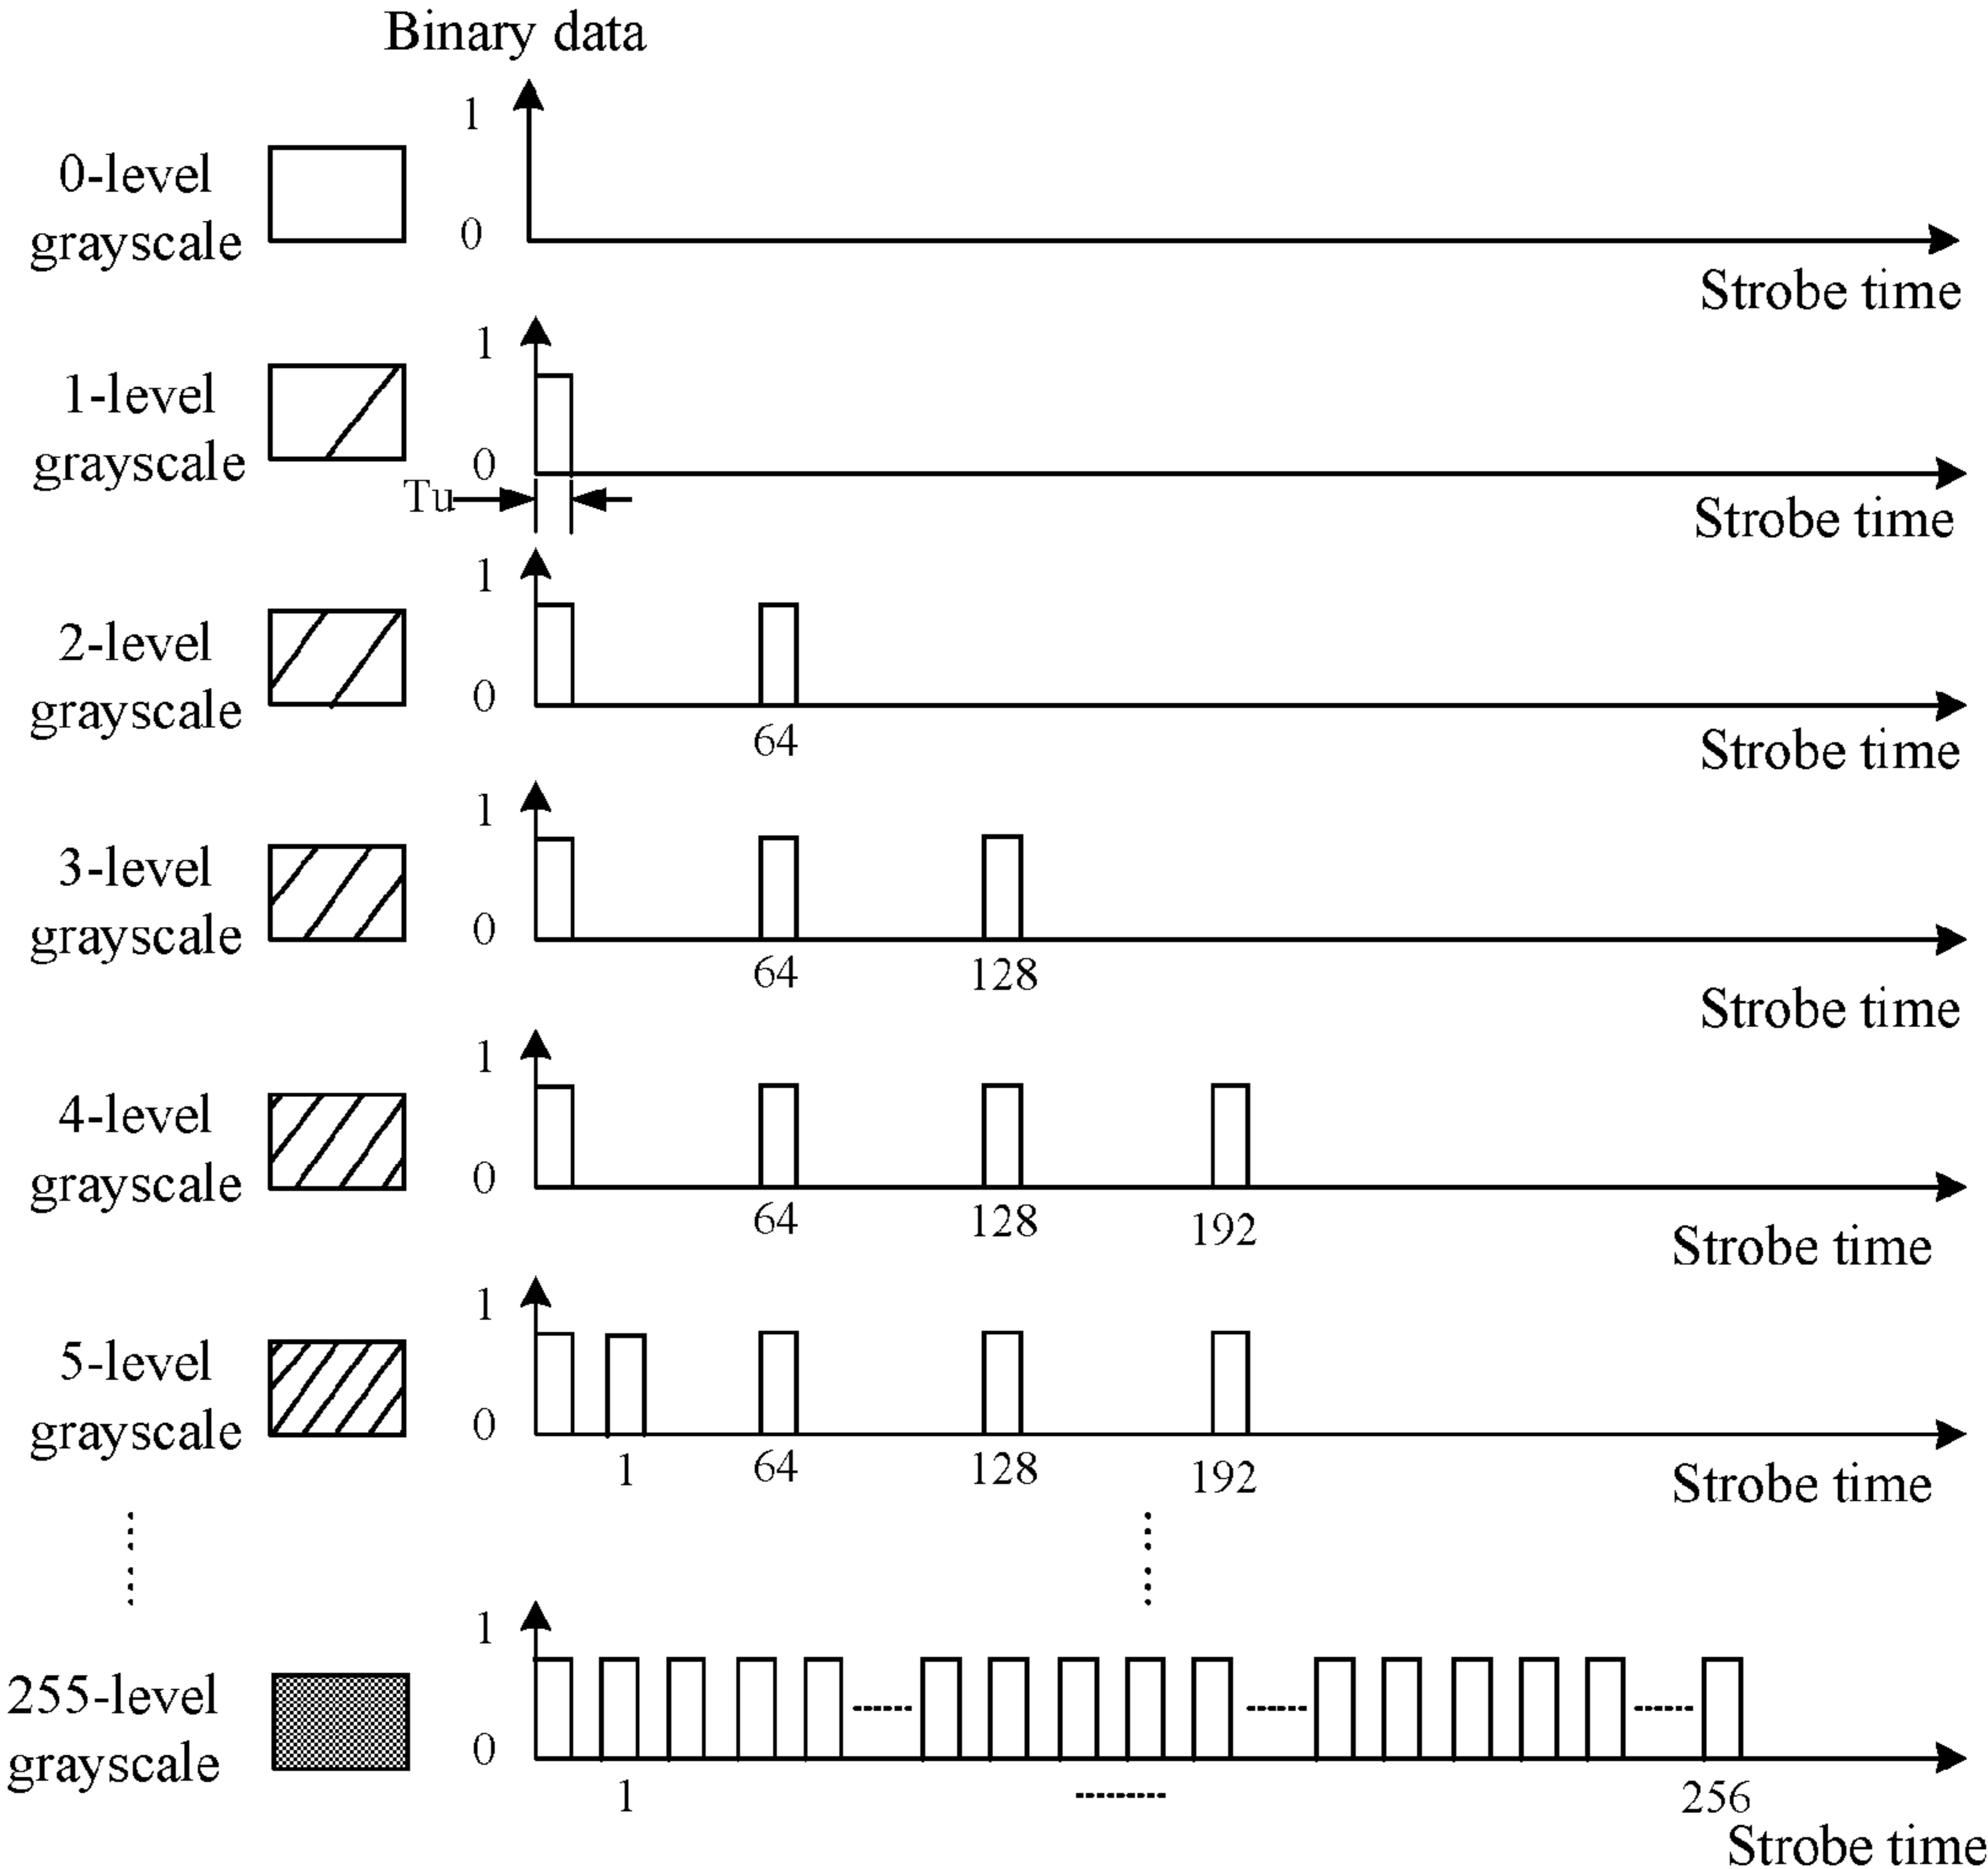 Binary data
1
0-level
grayscale
0
Strobe time
1
1-level
grayscale
0
Tu
Strobe time
1
2-level
grayscale
0
64
Strobe time
1
3-level
grayscale
0
64 128
Strobe time
1
4-level
grayscale
0
64 128 192
Strobe time
1
5-level
grayscale
0
1 64 128 192
Strobe time
1
255-level
grayscale
0
1 256
Strobe time